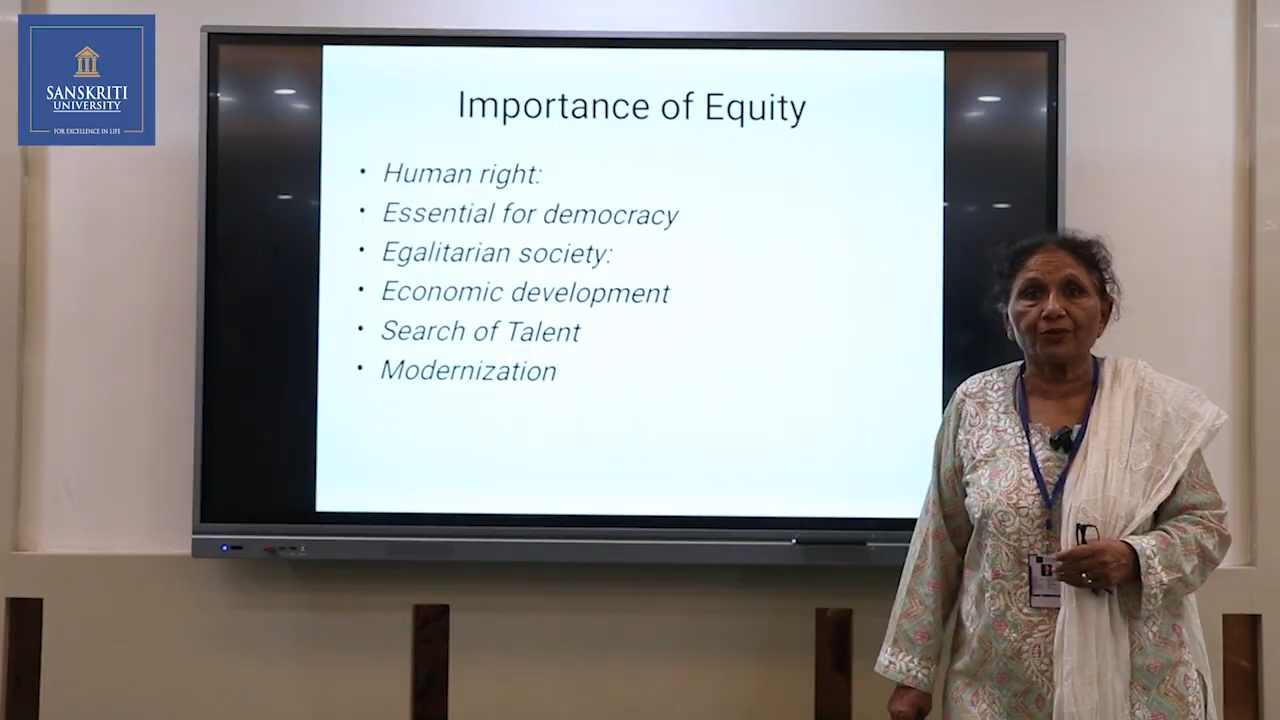 SANSKRITI
UNIVERSITY
FOR EXCELLENCE IN LIFE
Importance of Equity
• Human right:
• Essential for democracy
• Egalitarian society:
• Economic development
• Search of Talent
• Modernization